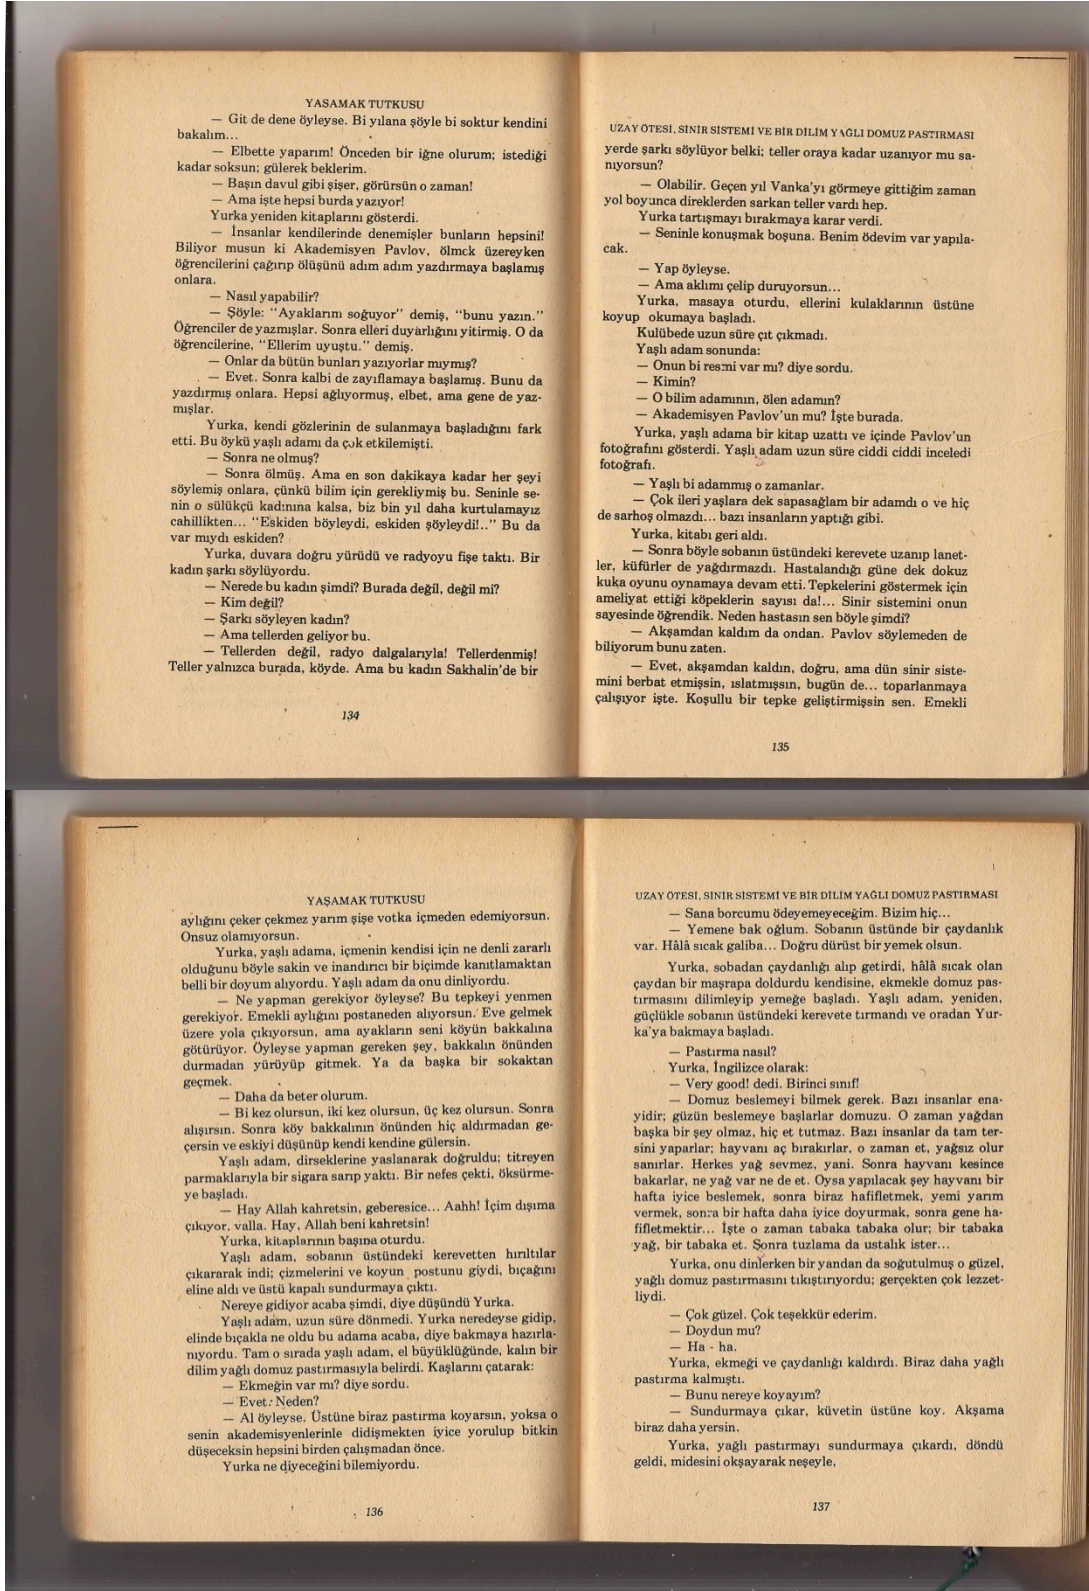 YASAMAK TUTKUSU
— Git de dene öyleyse. Bi yılana şöyle bi soktur kendini
bakalım...
— Elbette yaparım! Önceden bir iğne olurum; istediği
kadar soksun; gülerek beklerim.
— Başın davul gibi şişer, görürsün o zaman!
— Ama işte hepsi burda yazıyor!
Yurka yeniden kitaplarını gösterdi.
— İnsanlar kendilerinde denemişler bunların hepsini!
Biliyor musun ki Akademisyen Pavlov, ölmek üzereyken
öğrencilerini çağırıp ölüşünü adım adım yazdırmaya başlamış
onlara.
— Nasıl yapabilir?
— Şöyle: "Ayaklarım soğuyor" demiş, "bunu yazın."
Öğrenciler de yazmışlar. Sonra elleri duyarlığını yitirmiş. O da
öğrencilerine, "Ellerim uyuştu." demiş.
— Onlar da bütün bunları yazıyorlar mıymış?
— Evet. Sonra kalbi de zayıflamaya başlamış. Bunu da
yazdırmış onlara. Hepsi ağlıyormuş, elbet, ama gene de yaz-
mışlar.
Yurka, kendi gözlerinin de sulanmaya başladığını fark
etti. Bu öykü yaşlı adamı da çok etkilemişti.
— Sonra ne olmuş?
— Sonra ölmüş. Ama en son dakikaya kadar her şeyi
söylemiş onlara, çünkü bilim için gerekliymiş bu. Seninle se-
nin o sülükçü kadınına kalsa, biz bin yıl daha kurtulamayız
cahillikten... "Eskiden böyleydi, eskiden şöyleydi!.." Bu da
var mıydı eskiden?
Yurka, duvara doğru yürüdü ve radyoyu fişe taktı. Bir
kadın şarkı söylüyordu.
— Nerede bu kadın şimdi? Burada değil, değil mi?
— Kim değil?
— Şarkı söyleyen kadın?
— Ama tellerden geliyor bu.
— Tellerden değil, radyo dalgalarıyla! Tellerdenmiş!
Teller yalnızca burada, köyde. Ama bu kadın Sakhalin'de bir
134
UZAY ÖTESİ, SİNİR SİSTEMİ VE BİR DİLİM YAĞLI DOMUZ PASTIRMASI
yerde şarkı söylüyor belki; teller oraya kadar uzanıyor mu sa-
nıyorsun?
— Olabilir. Geçen yıl Vanka'yı görmeye gittiğim zaman
yol boyunca direklerden sarkan teller vardı hep.
Yurka tartışmayı bırakmaya karar verdi.
— Seninle konuşmak boşuna. Benim ödevim var yapıla-
cak.
— Yap öyleyse.
— Ama aklımı çelip duruyorsun...
Yurka, masaya oturdu, ellerini kulaklarının üstüne
koyup okumaya başladı.
Kulübede uzun süre çıt çıkmadı.
Yaşlı adam sonunda:
— Onun bi resmi var mı? diye sordu.
— Kimin?
— O bilim adamının, ölen adamın?
— Akademisyen Pavlov'un mu? İşte burada.
Yurka, yaşlı adama bir kitap uzattı ve içinde Pavlov'un
fotoğrafını gösterdi. Yaşlı adam uzun süre ciddi ciddi inceledi
fotoğrafı.
— Yaşlı bi adammış o zamanlar.
— Çok ileri yaşlara dek sapasağlam bir adamdı o ve hiç
de sarhoş olmazdı... bazı insanların yaptığı gibi.
Yurka, kitabı geri aldı.
— Sonra böyle sobanın üstündeki kerevete uzanıp lanet-
ler, küfürler de yağdırmazdı. Hastalandığı güne dek dokuz
kuka oyunu oynamaya devam etti. Tepkelerini göstermek için
ameliyat ettiği köpeklerin sayısı da!... Sinir sistemini onun
sayesinde öğrendik. Neden hastasın sen böyle şimdi?
— Akşamdan kaldım da ondan. Pavlov söylemeden de
biliyorum bunu zaten.
— Evet, akşamdan kaldın, doğru, ama dün sinir siste-
mini berbat etmişsin, ıslatmışsın, bugün de... toparlanmaya
çalışıyor işte. Koşullu bir tepke geliştirmişsin sen. Emekli
135
YAŞAMAK TUTKUSU
aylığını çeker çekmez yarım şişe votka içmeden edemiyorsun.
Onsuz olamıyorsun.
Yurka, yaşlı adama, içmenin kendisi için ne denli zararlı
olduğunu böyle sakin ve inandırıcı bir biçimde kanıtlamaktan
belli bir doyum alıyordu. Yaşlı adam da onu dinliyordu.
— Ne yapman gerekiyor öyleyse? Bu tepkeyi yenmen
gerekiyor. Emekli aylığını postaneden alıyorsun. Eve gelmek
üzere yola çıkıyorsun, ama ayakların seni köyün bakkalına
götürüyor. Öyleyse yapman gereken şey, bakkalın önünden
durmadan yürüyüp gitmek. Ya da başka bir sokaktan
geçmek.
— Daha da beter olurum.
— Bi kez olursun, iki kez olursun, üç kez olursun. Sonra
alışırsın. Sonra köy bakkalının önünden hiç aldırmadan ge-
çersin ve eskiyi düşünüp kendi kendine gülersin.
Yaşlı adam, dirseklerine yaslanarak doğruldu; titreyen
parmaklarıyla bir sigara sarıp yaktı. Bir nefes çekti, öksürme-
ye başladı.
— Hay Allah kahretsin, geberesice... Aahh! İçim dışıma
çıkıyor, valla. Hay, Allah beni kahretsin!
Yurka, kitaplarının başına oturdu.
Yaşlı adam, sobanın üstündeki kerevetten hırıltılar
çıkararak indi; çizmelerini ve koyun postunu giydi, bıçağını
eline aldı ve üstü kapalı sundurmaya çıktı.
Nereye gidiyor acaba şimdi, diye düşündü Yurka.
Yaşlı adam, uzun süre dönmedi. Yurka neredeyse gidip,
elinde bıçakla ne oldu bu adama acaba, diye bakmaya hazırla-
nıyordu. Tam o sırada yaşlı adam, el büyüklüğünde, kalın bir
dilim yağlı domuz pastırmasıyla belirdi. Kaşlarını çatarak:
— Ekmeğin var mı? diye sordu.
— Evet. Neden?
— Al öyleyse. Üstüne biraz pastırma koyarsın, yoksa o
senin akademisyenlerinle didişmekten iyice yorulup bitkin
düşeceksin hepsini birden çalışmadan önce.
Yurka ne diyeceğini bilemiyordu.
136
UZAY ÖTESİ, SİNİR SİSTEMİ VE BİR DİLİM YAĞLI DOMUZ PASTIRMASI
— Sana borcumu ödeyemeyeceğim. Bizim hiç...
— Yemene bak oğlum. Sobanın üstünde bir çaydanlık
var. Hâlâ sıcak galiba... Doğru dürüst bir yemek olsun.
Yurka, sobadan çaydanlığı alıp getirdi, hâlâ sıcak olan
çaydan bir maşrapa doldurdu kendisine, ekmekle domuz pas-
tırmasını dilimleyip yemeğe başladı. Yaşlı adam, yeniden,
güçlükle sobanın üstündeki kerevete tırmandı ve oradan Yur-
ka'ya bakmaya başladı.
— Pastırma nasıl?
Yurka, İngilizce olarak:
— Very good! dedi. Birinci sınıf!
— Domuz beslemeyi bilmek gerek. Bazı insanlar ena-
yidir; güzün beslemeye başlarlar domuzu. O zaman yağdan
başka bir şey olmaz, hiç et tutmaz. Bazı insanlar da tam ter-
sini yaparlar; hayvanı aç bırakırlar, o zaman et, yağsız olur
sanırlar. Herkes yağ sevmez, yani. Sonra hayvanı kesince
bakarlar, ne yağ var ne de et. Oysa yapılacak şey hayvanı bir
hafta iyice beslemek, sonra biraz hafifletmek, yemi yarım
vermek, sonra bir hafta daha iyice doyurmak, sonra gene ha-
fifletmektir... İşte o zaman tabaka tabaka olur; bir tabaka
yağ, bir tabaka et. Sonra tuzlama da ustalık ister...
Yurka, onu dinlerken bir yandan da soğutulmuş o güzel,
yağlı domuz pastırmasını tıkıştırıyordu; gerçekten çok lezzet-
liydi.
— Çok güzel. Çok teşekkür ederim.
— Doydun mu?
— Ha - ha.
Yurka, ekmeği ve çaydanlığı kaldırdı. Biraz daha yağlı
pastırma kalmıştı.
— Bunu nereye koyayım?
— Sundurmaya çıkar, küvetin üstüne koy. Akşama
biraz daha yersin.
Yurka, yağlı pastırmayı sundurmaya çıkardı, döndü
geldi, midesini okşayarak neşeyle,
137